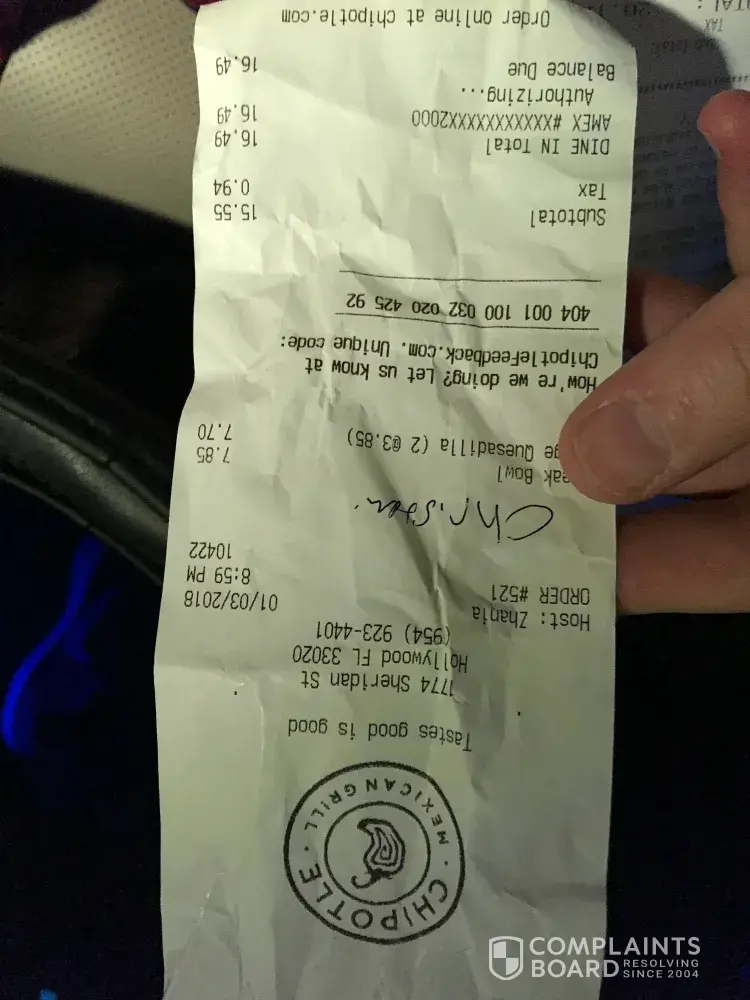 CHIPOTLE
MEXICAN GRILL
Tastes good is good
1774 Sheridan St
Hollywood FL 33020
(954) 923-4401
Host: Zhania 01/03/2018
ORDER #521 8:59 PM
10422
eak Bowl 7.85
ge Quesadilla (2 @3.85) 7.70
How're we doing? Let us know at
ChipotleFeedback.com. Unique code:
404 001 100 032 020 425 92
Subtotal 15.55
Tax 0.94
DINE IN Total 16.49
AMEX #XXXXXXXXXXX2000 16.49
Authorizing...
Balance Due 16.49
Order online at chipotle.com
TAX
COMPLAINTS
BOARD RESOLVING
SINCE 2004